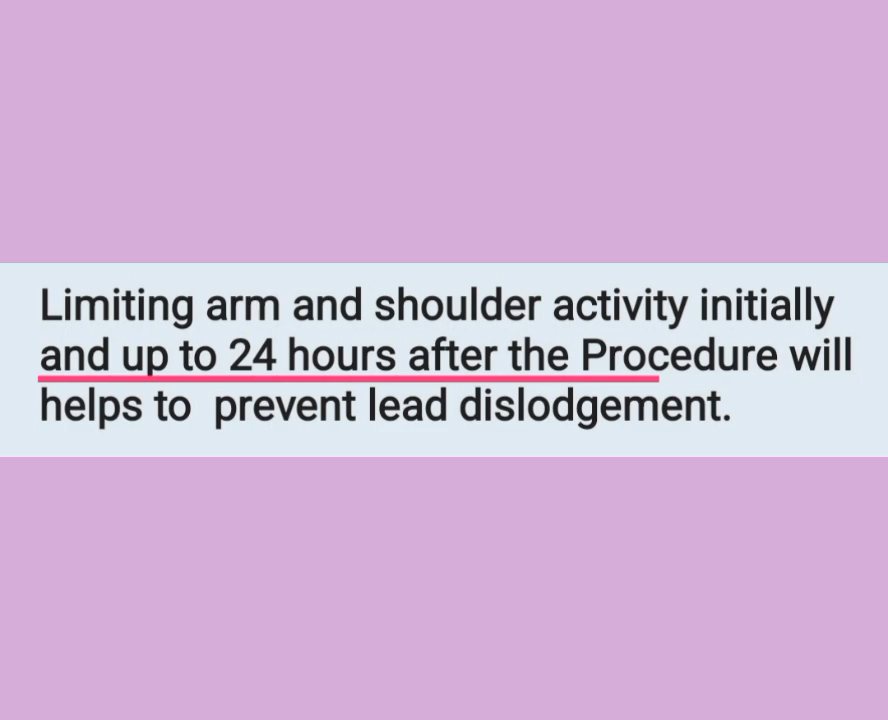 Limiting arm and shoulder activity initially
and up to 24 hours after the Procedure will
helps to  prevent lead dislodgement.